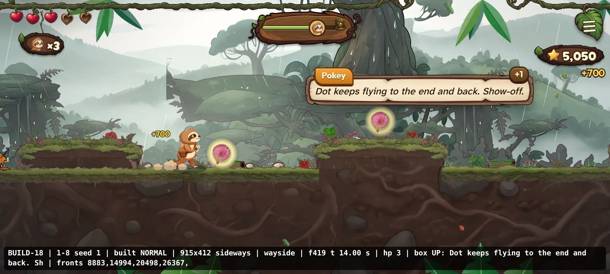 ×3
5,050
+700
Pokey
+1
Dot keeps flying to the end and back. Show-off.
+700
BUILD-18 | 1-8 seed 1 | built NORMAL | 915x412 sideways | wayside | f419 t 14.00 s | hp 3 | box UP: Dot keeps flying to the end and
back. Sh | fronts 8883,14994,20498,26367,